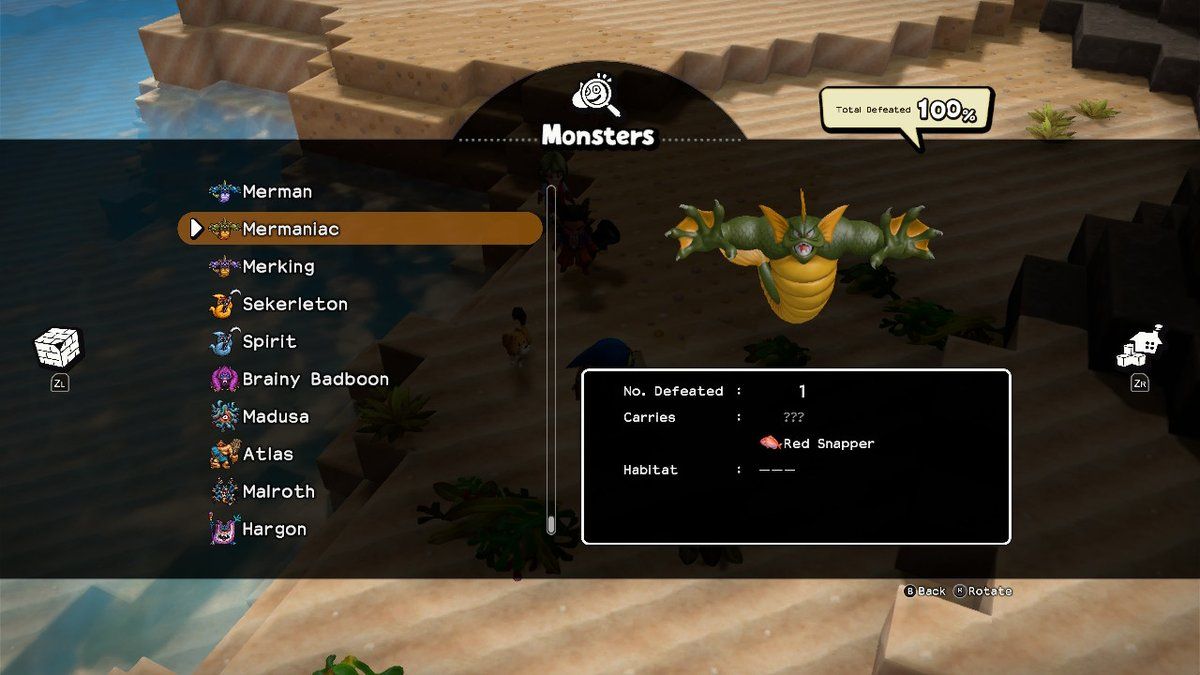 Monsters
Total Defeated 100%
Merman
Mermaniac
Merking
Sekerleton
Spirit
Brainy Badboon
Madusa
Atlas
Malroth
Hargon
No. Defeated : 1
Carries : ???
Red Snapper
Habitat : ———
ZL
ZR
B Back R Rotate